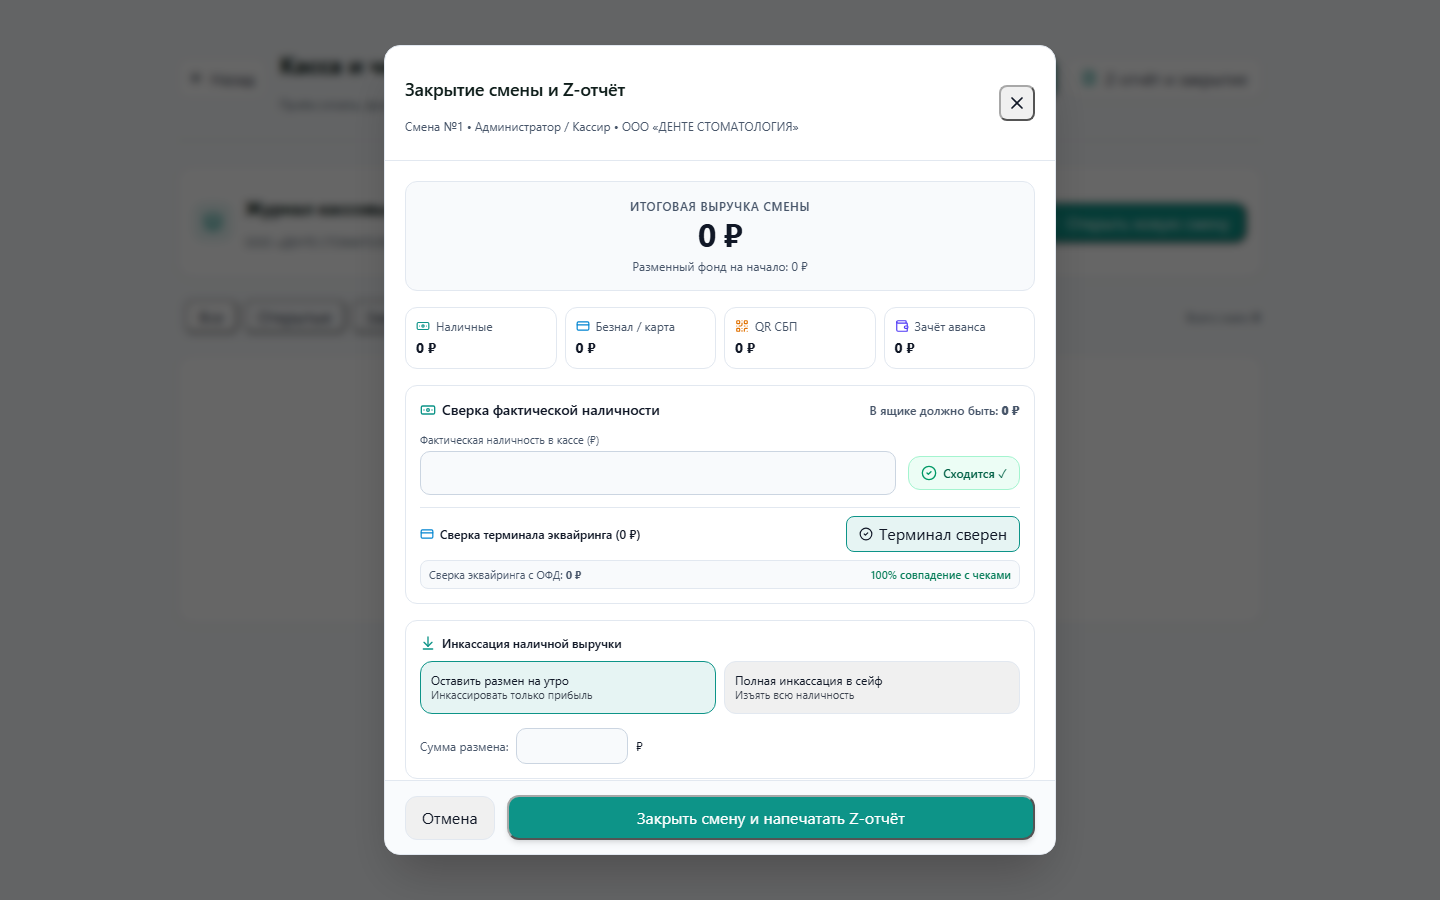 Закрытие смены и Z-отчёт
Смена №1 • Администратор / Кассир • ООО «ДЕНТЕ СТОМАТОЛОГИЯ»
ИТОГОВАЯ ВЫРУЧКА СМЕНЫ
0 ₽
Разменный фонд на начало: 0 ₽
Наличные
0 ₽
Безнал / карта
0 ₽
QR СБП
0 ₽
Зачёт аванса
0 ₽
Сверка фактической наличности
В ящике должно быть: 0 ₽
Фактическая наличность в кассе (₽)
Сходится ✓
Сверка терминала эквайринга (0 ₽)
Терминал сверен
Сверка эквайринга с ОФД: 0 ₽
100% совпадение с чеками
Инкассация наличной выручки
Оставить размен на утро
Инкассировать только прибыль
Полная инкассация в сейф
Изъять всю наличность
Сумма размена:
₽
Отмена
Закрыть смену и напечатать Z-отчёт